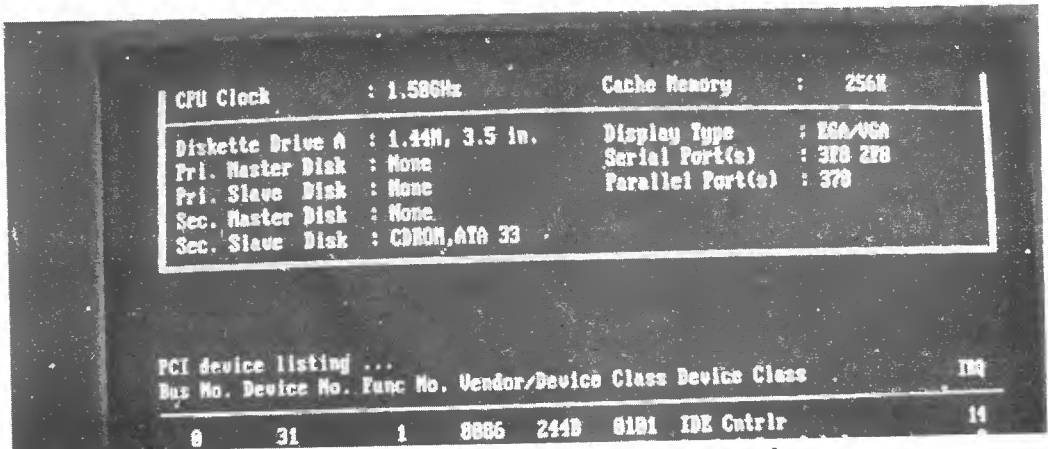 CPU Clock : 1.50GHz Cache Memory : 256K
Diskette Drive A : 1.44M, 3.5 in. Display Type : EGA/VGA
Pri. Master Disk : None Serial Port(s) : 3F8 2F8
Pri. Slave Disk : None Parallel Port(s) : 378
Sec. Master Disk : None
Sec. Slave Disk : CDROM,ATA 33
PCI device listing ...
Bus No. Device No. Func No. Vendor/Device Class Device Class IRQ
0 31 1 8086 244B 0101 IDE Cntrlr 14